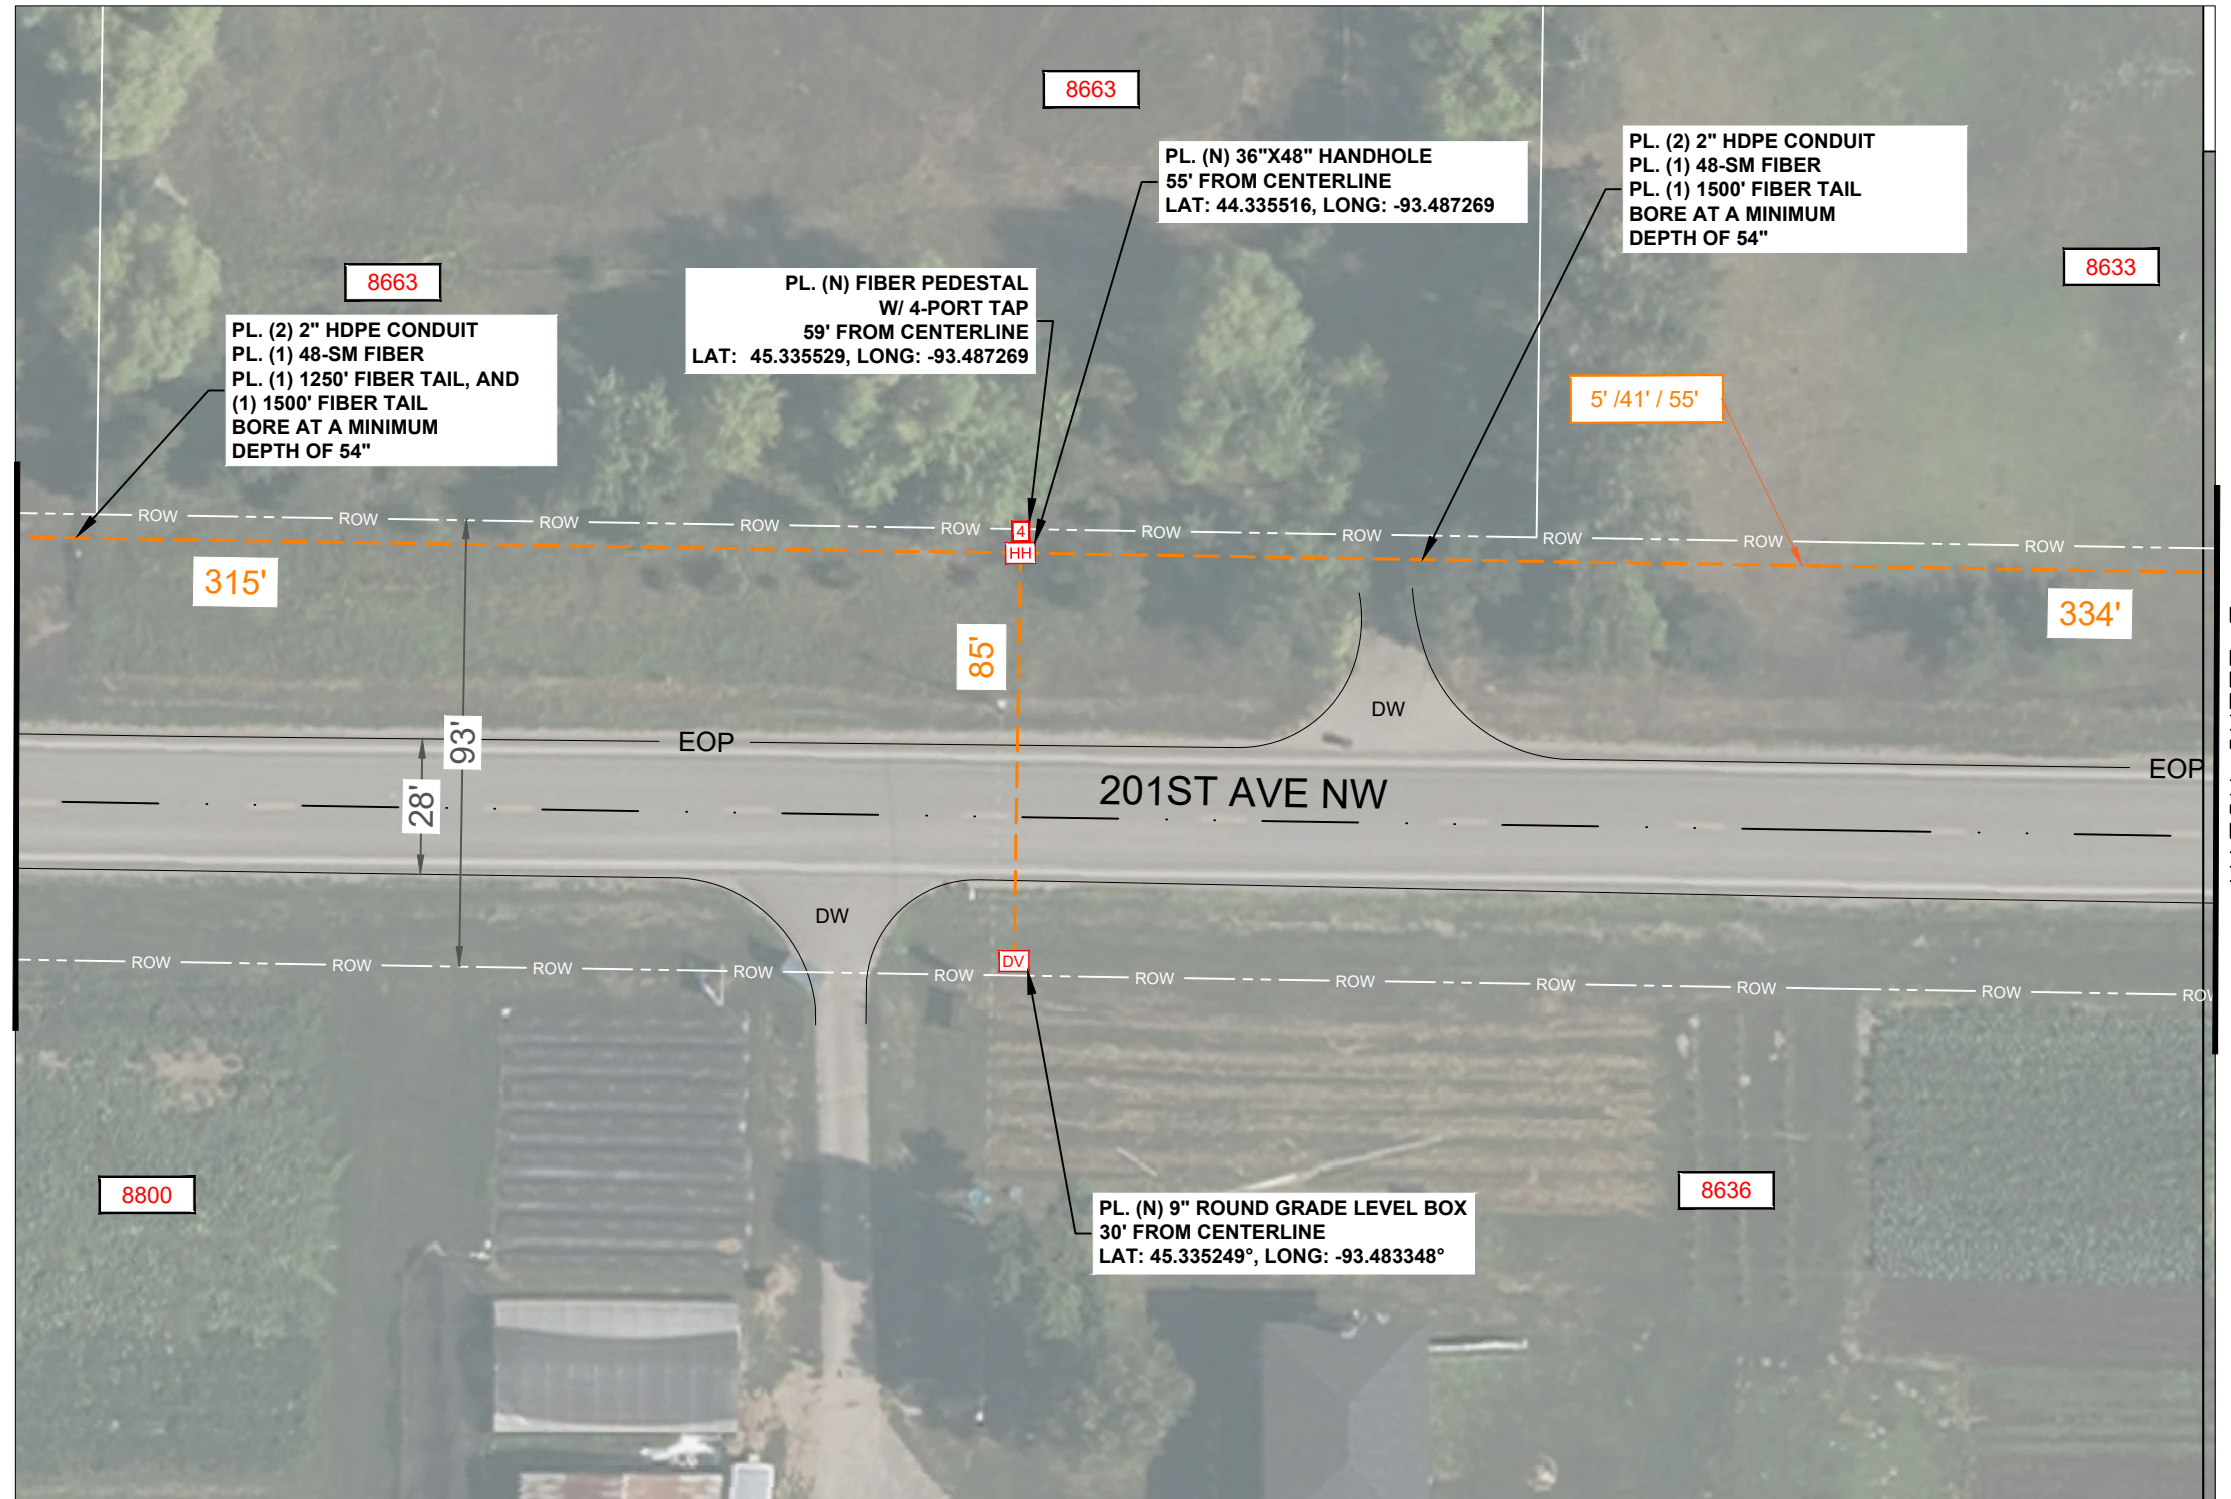 8663
PL. (N) 36"X48" HANDHOLE
55' FROM CENTERLINE
LAT: 44.335516, LONG: -93.487269
PL. (2) 2" HDPE CONDUIT
PL. (1) 48-SM FIBER
PL. (1) 1500' FIBER TAIL
BORE AT A MINIMUM
DEPTH OF 54"
8633
8663
PL. (N) FIBER PEDESTAL
W/ 4-PORT TAP
59' FROM CENTERLINE
LAT: 45.335529, LONG: -93.487269
PL. (2) 2" HDPE CONDUIT
PL. (1) 48-SM FIBER
PL. (1) 1250' FIBER TAIL, AND
(1) 1500' FIBER TAIL
BORE AT A MINIMUM
DEPTH OF 54"
5' /41' / 55'
ROW ROW ROW ROW ROW ROW ROW ROW ROW ROW
4
HH
315'
334'
85'
93'
28'
DW
EOP
EOP
201ST AVE NW
DW
DV
ROW ROW ROW ROW ROW ROW ROW ROW ROW ROW ROW
8800
8636
PL. (N) 9" ROUND GRADE LEVEL BOX
30' FROM CENTERLINE
LAT: 45.335249°, LONG: -93.483348°